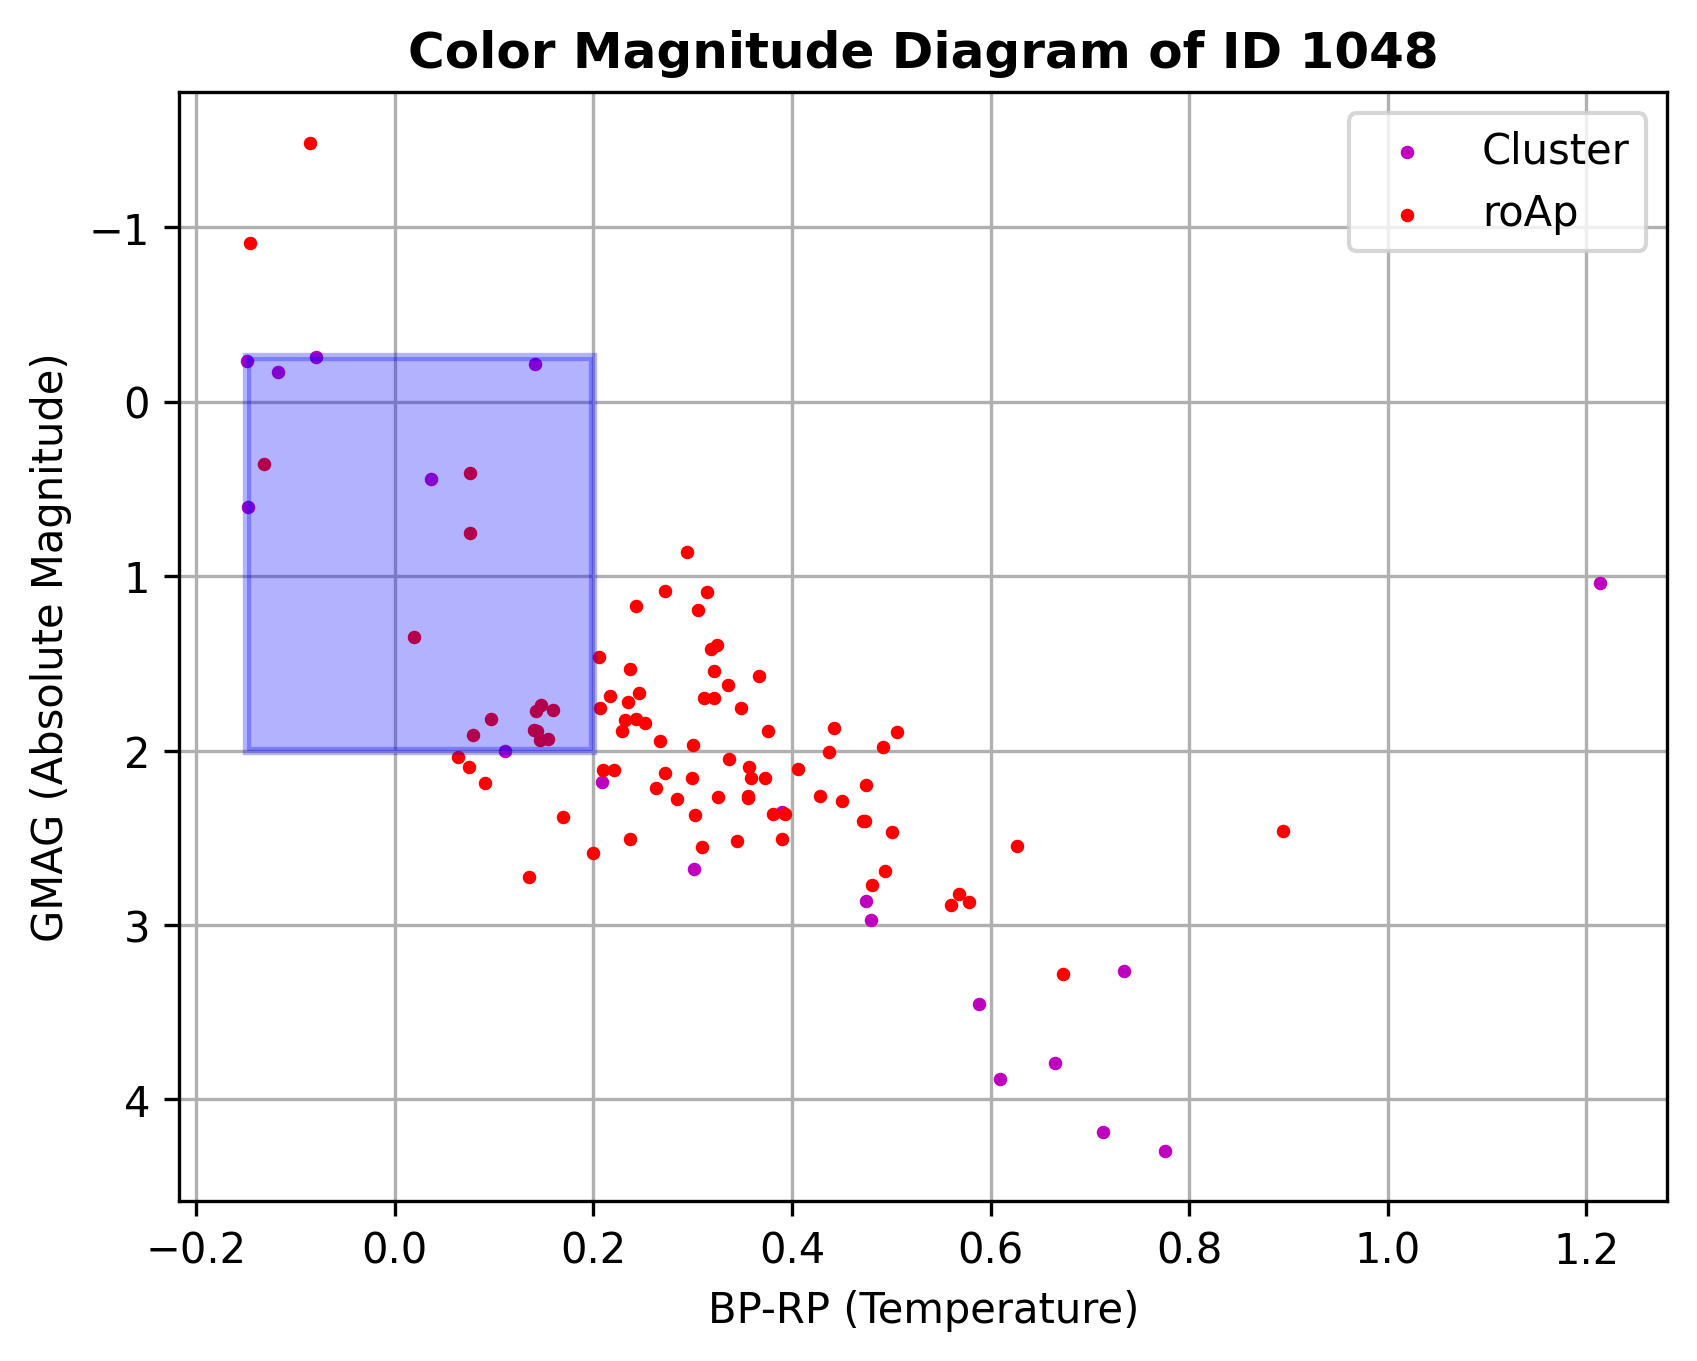 Color Magnitude Diagram of ID 1048
Cluster
roAp
GMAG (Absolute Magnitude)
−1
0
1
2
3
4
−0.2 0.0 0.2 0.4 0.6 0.8 1.0 1.2
BP-RP (Temperature)